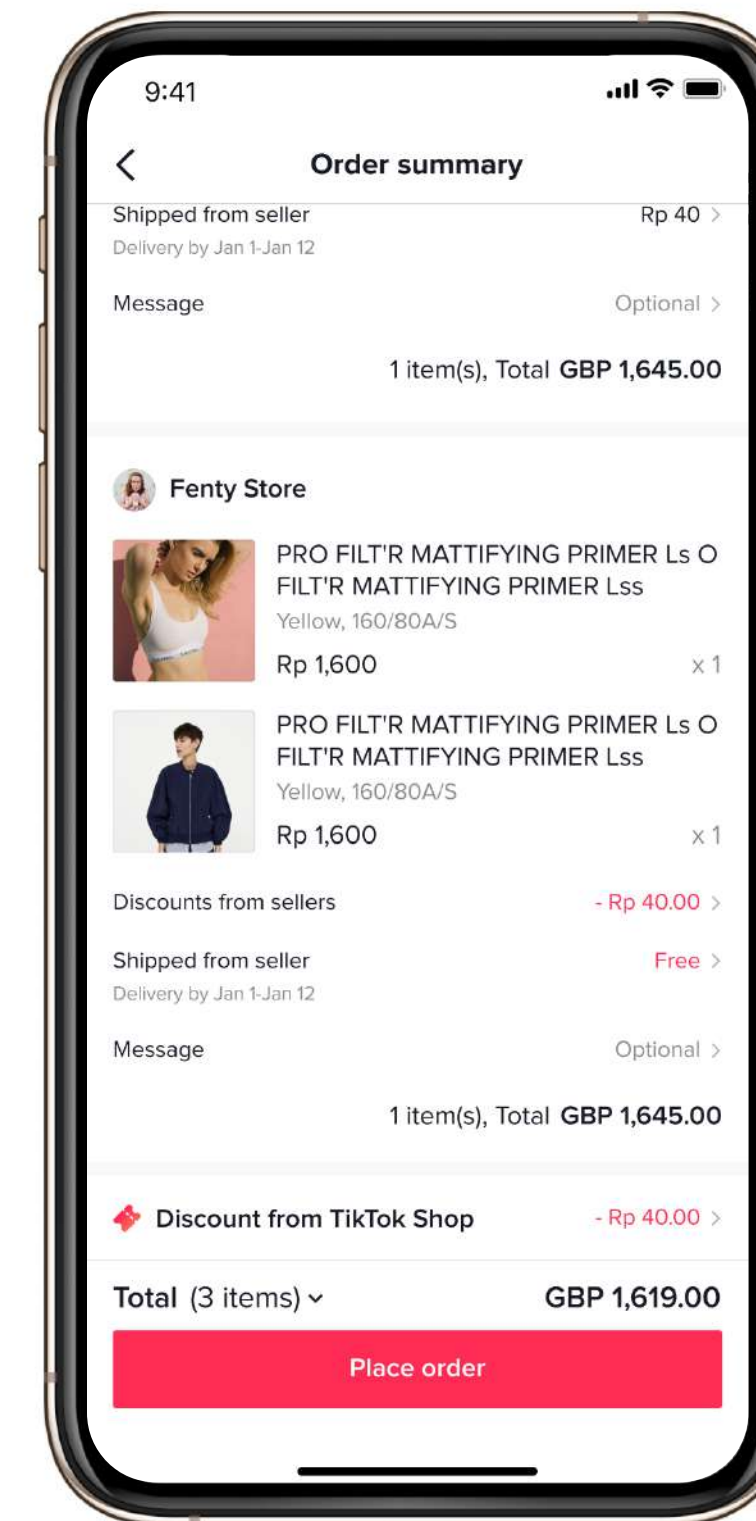 9:41
Order summary
Shipped from seller Rp 40 >
Delivery by Jan 1-Jan 12
Message Optional >
1 item(s), Total GBP 1,645.00
Fenty Store
PRO FILT'R MATTIFYING PRIMER Ls O
FILT'R MATTIFYING PRIMER Lss
Yellow, 160/80A/S
Rp 1,600 x 1
PRO FILT'R MATTIFYING PRIMER Ls O
FILT'R MATTIFYING PRIMER Lss
Yellow, 160/80A/S
Rp 1,600 x 1
Discounts from sellers - Rp 40.00 >
Shipped from seller Free >
Delivery by Jan 1-Jan 12
Message Optional >
1 item(s), Total GBP 1,645.00
Discount from TikTok Shop - Rp 40.00 >
Total (3 items) GBP 1,619.00
Place order